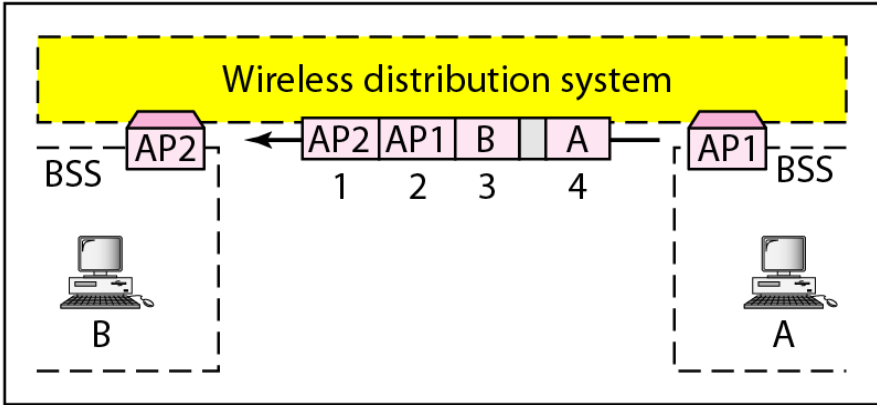 Wireless distribution system
AP2 AP2 AP1 B A AP1
BSS 1 2 3 4 BSS
B A